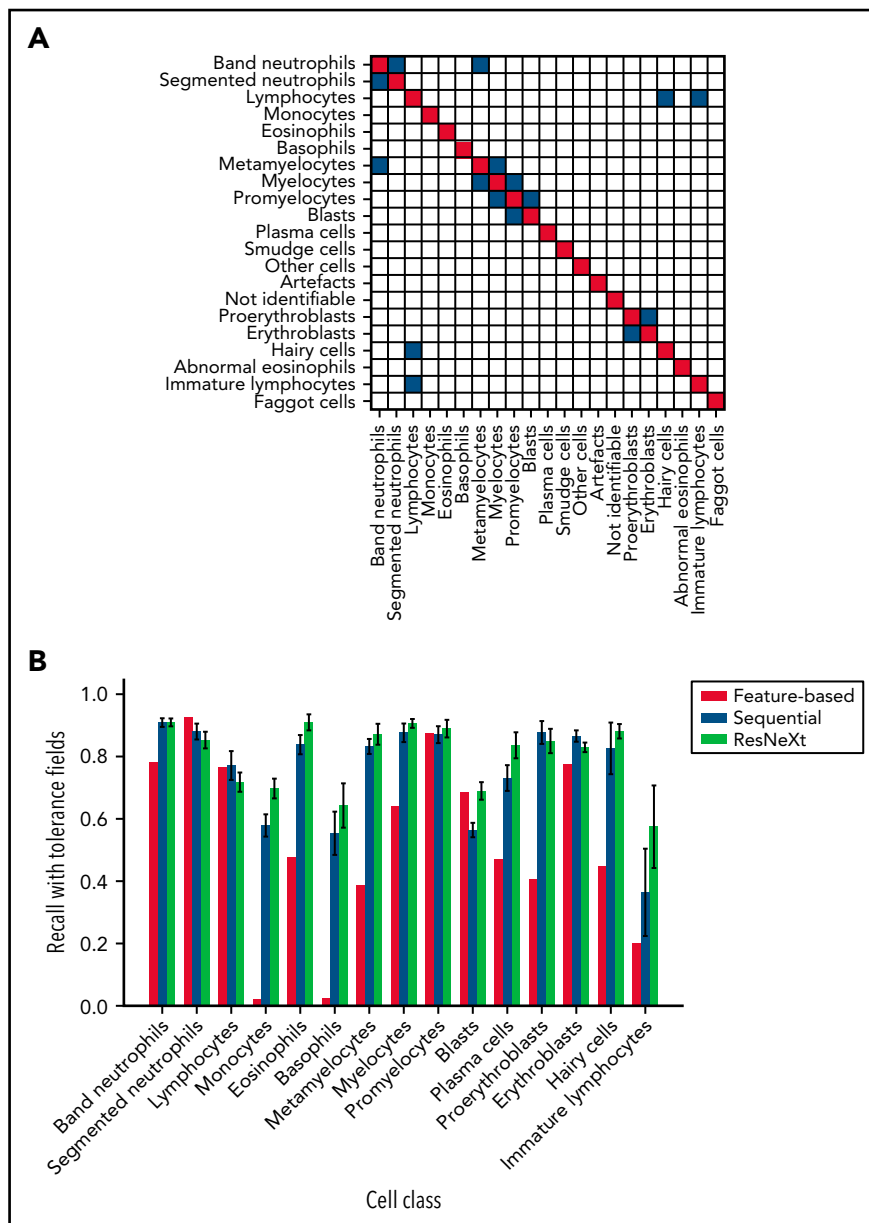 A
Band neutrophils
Segmented neutrophils
Lymphocytes
Monocytes
Eosinophils
Basophils
Metamyelocytes
Myelocytes
Promyelocytes
Blasts
Plasma cells
Smudge cells
Other cells
Artefacts
Not identifiable
Proerythroblasts
Erythroblasts
Hairy cells
Abnormal eosinophils
Immature lymphocytes
Faggot cells
Band neutrophils
Segmented neutrophils
Lymphocytes
Monocytes
Eosinophils
Basophils
Metamyelocytes
Myelocytes
Promyelocytes
Blasts
Plasma cells
Smudge cells
Other cells
Artefacts
Not identifiable
Proerythroblasts
Erythroblasts
Hairy cells
Abnormal eosinophils
Immature lymphocytes
Faggot cells
B
Recall with tolerance fields
1.0
0.8
0.6
0.4
0.2
0.0
Feature-based
Sequential
ResNeXt
Band neutrophils
Segmented neutrophils
Lymphocytes
Monocytes
Eosinophils
Basophils
Metamyelocytes
Myelocytes
Promyelocytes
Blasts
Plasma cells
Proerythroblasts
Erythroblasts
Hairy cells
Immature lymphocytes
Cell class